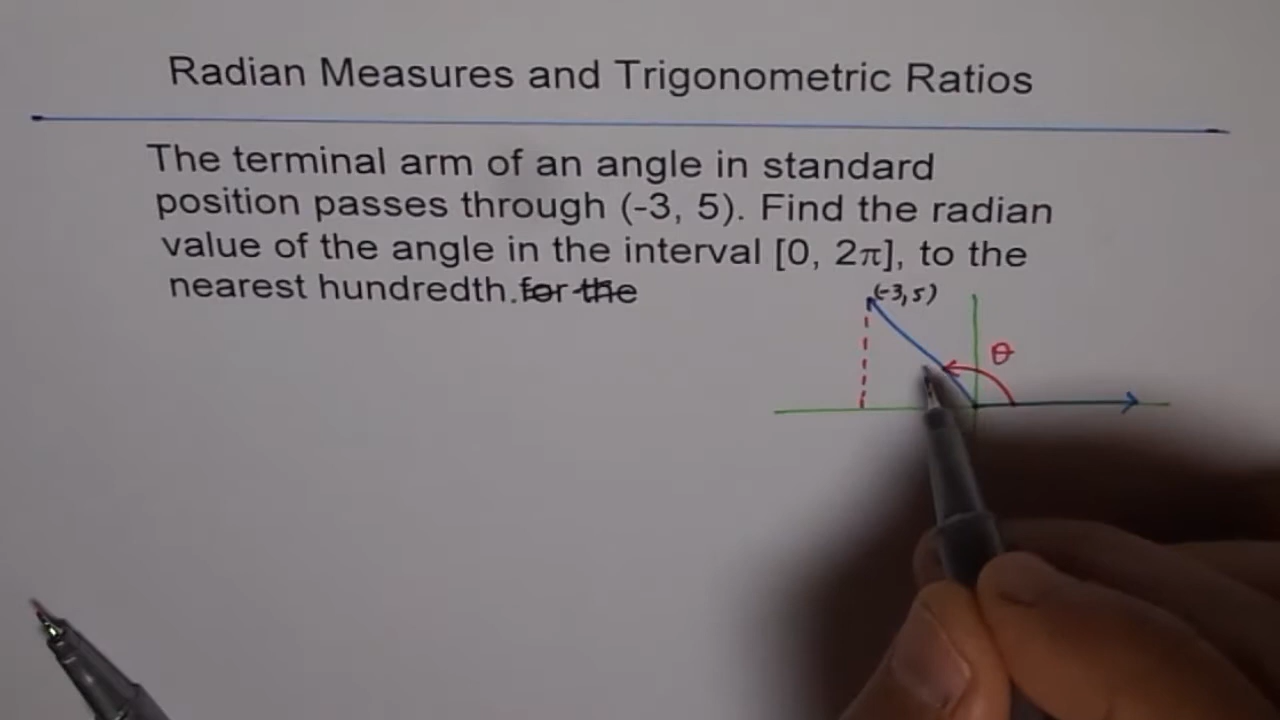 Radian Measures and Trigonometric Ratios
The terminal arm of an angle in standard
position passes through (-3, 5). Find the radian
value of the angle in the interval [0, 2π], to the
nearest hundredth. for the
(-3,5)
θ